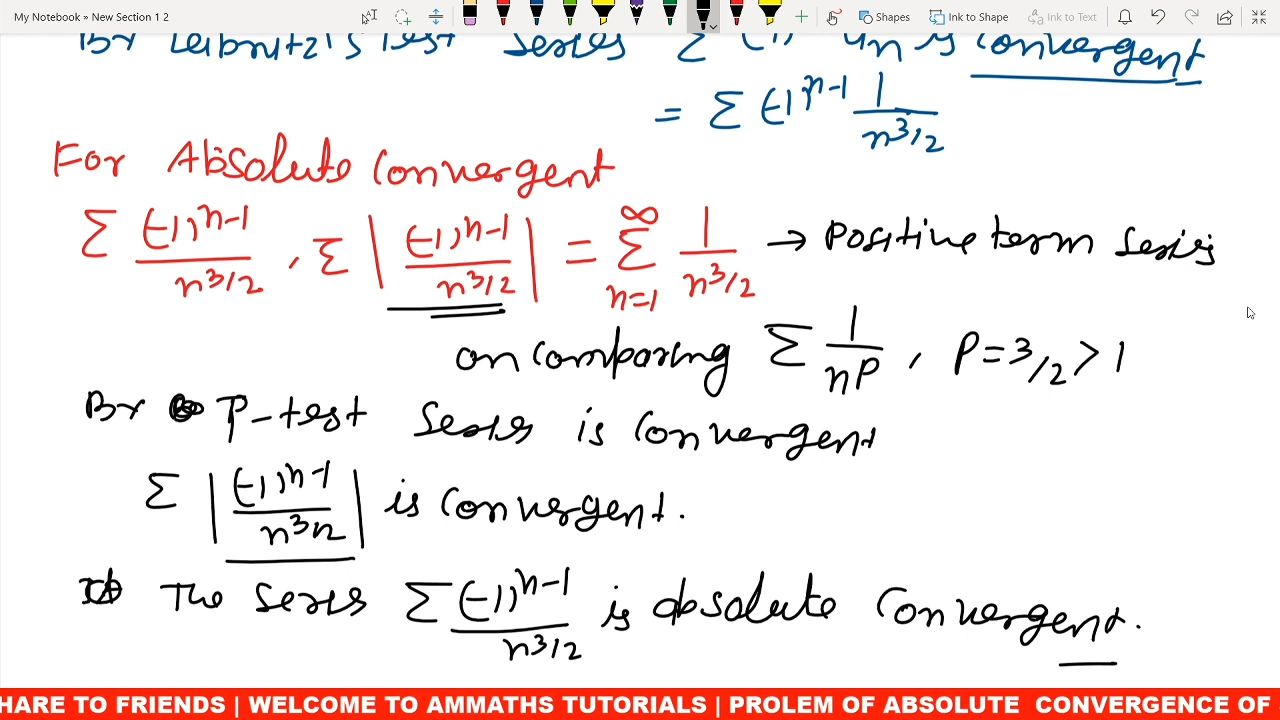 My Notebook » New Section 1 2
Shapes Ink to Shape Ink to Text
By Leibnitz's Test Series Σ (-1) un is convergent
= Σ (-1)^{n-1} 1/n^{3/2}
For Absolute Convergent
Σ (-1)^{n-1}/n^{3/2} , Σ |(-1)^{n-1}/n^{3/2}| = Σ_{n=1}^{∞} 1/n^{3/2} → Positive term Series
on comparing Σ 1/n^P , P = 3/2 > 1
By P-test Series is convergent
Σ |(-1)^{n-1}/n^{3/2}| is convergent.
The Series Σ (-1)^{n-1}/n^{3/2} is absolute Convergent.
HARE TO FRIENDS | WELCOME TO AMMATHS TUTORIALS | PROLEM OF ABSOLUTE CONVERGENCE OF